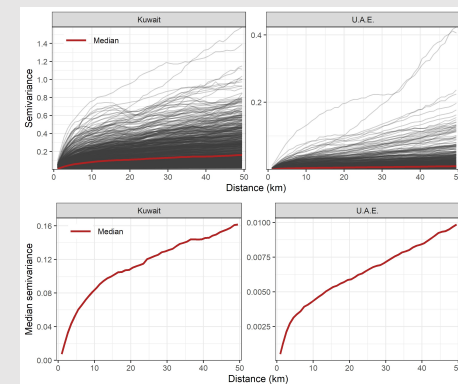 Kuwait
U.A.E.
Semivariance
1.4
1.2
1.0
0.8
0.6
0.4
0.2
Median
0.4
0.2
0 10 20 30 40 50
0 10 20 30 40 50
Distance (km)
Kuwait
U.A.E.
Median semivariance
0.16
0.12
0.08
0.04
0.00
Median
0.0100
0.0075
0.0050
0.0025
0 10 20 30 40 50
0 10 20 30 40 50
Distance (km)